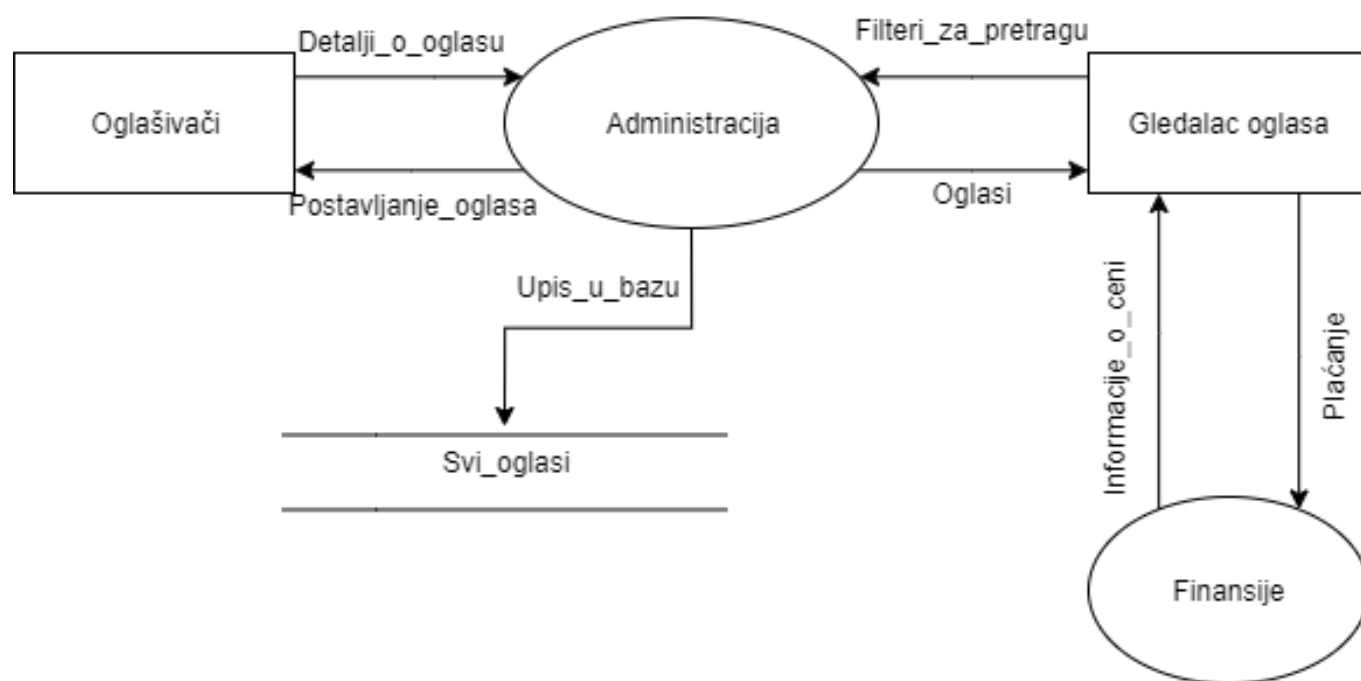 Detalji_o_oglasu
Filteri_za_pretragu
Oglašivači
Administracija
Gledalac oglasa
Postavljanje_oglasa
Oglasi
Upis_u_bazu
Informacije_o_ceni
Plaćanje
Svi_oglasi
Finansije